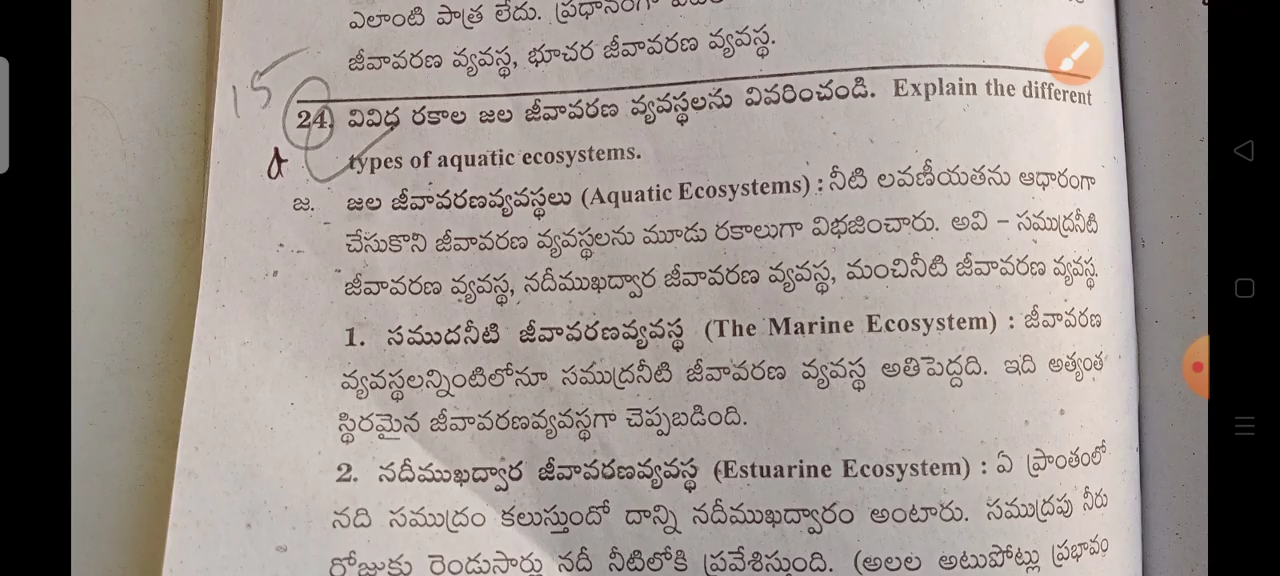 ఎలాంటి పాత్ర లేదు. ప్రధానంగా
జీవావరణ వ్యవస్థ, భూచర జీవావరణ వ్యవస్థ.
15
24. వివిధ రకాల జల జీవావరణ వ్యవస్థలను వివరించండి. Explain the different
types of aquatic ecosystems.
జ. జల జీవావరణవ్యవస్థలు (Aquatic Ecosystems) : నీటి లవణీయతను ఆధారంగా
చేసుకొని జీవావరణ వ్యవస్థలను మూడు రకాలుగా విభజించారు. అవి – సముద్రనీటి
జీవావరణ వ్యవస్థ, నదీముఖద్వార జీవావరణ వ్యవస్థ, మంచినీటి జీవావరణ వ్యవస్థ.
1. సముదనీటి జీవావరణవ్యవస్థ (The Marine Ecosystem) : జీవావరణ
వ్యవస్థలన్నింటిలోనూ సముద్రనీటి జీవావరణ వ్యవస్థ అతిపెద్దది. ఇది అత్యంత
స్థిరమైన జీవావరణవ్యవస్థగా చెప్పబడింది.
2. నదీముఖద్వార జీవావరణవ్యవస్థ (Estuarine Ecosystem) : ఏ ప్రాంతంలో
నది సముద్రం కలుస్తుందో దాన్ని నదీముఖద్వారం అంటారు. సముద్రపు నీరు
రోజుకు రెండుసార్లు నదీ నీటిలోకి ప్రవేశిస్తుంది. (అలల అటుపోట్లు ప్రభావం